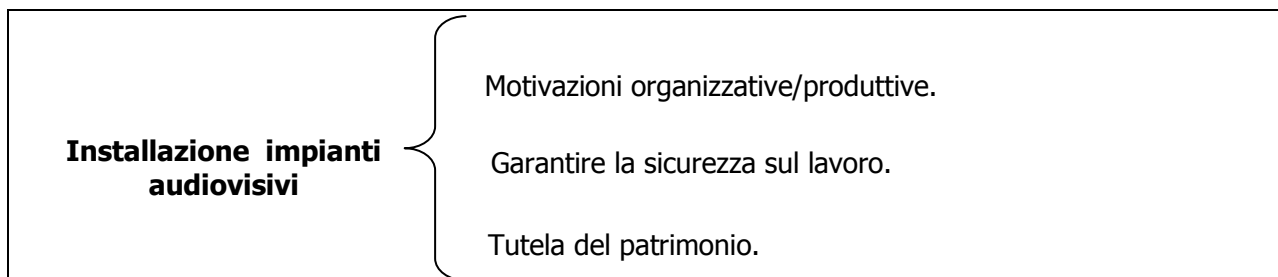 Installazione impianti
audiovisivi
Motivazioni organizzative/produttive.
Garantire la sicurezza sul lavoro.
Tutela del patrimonio.